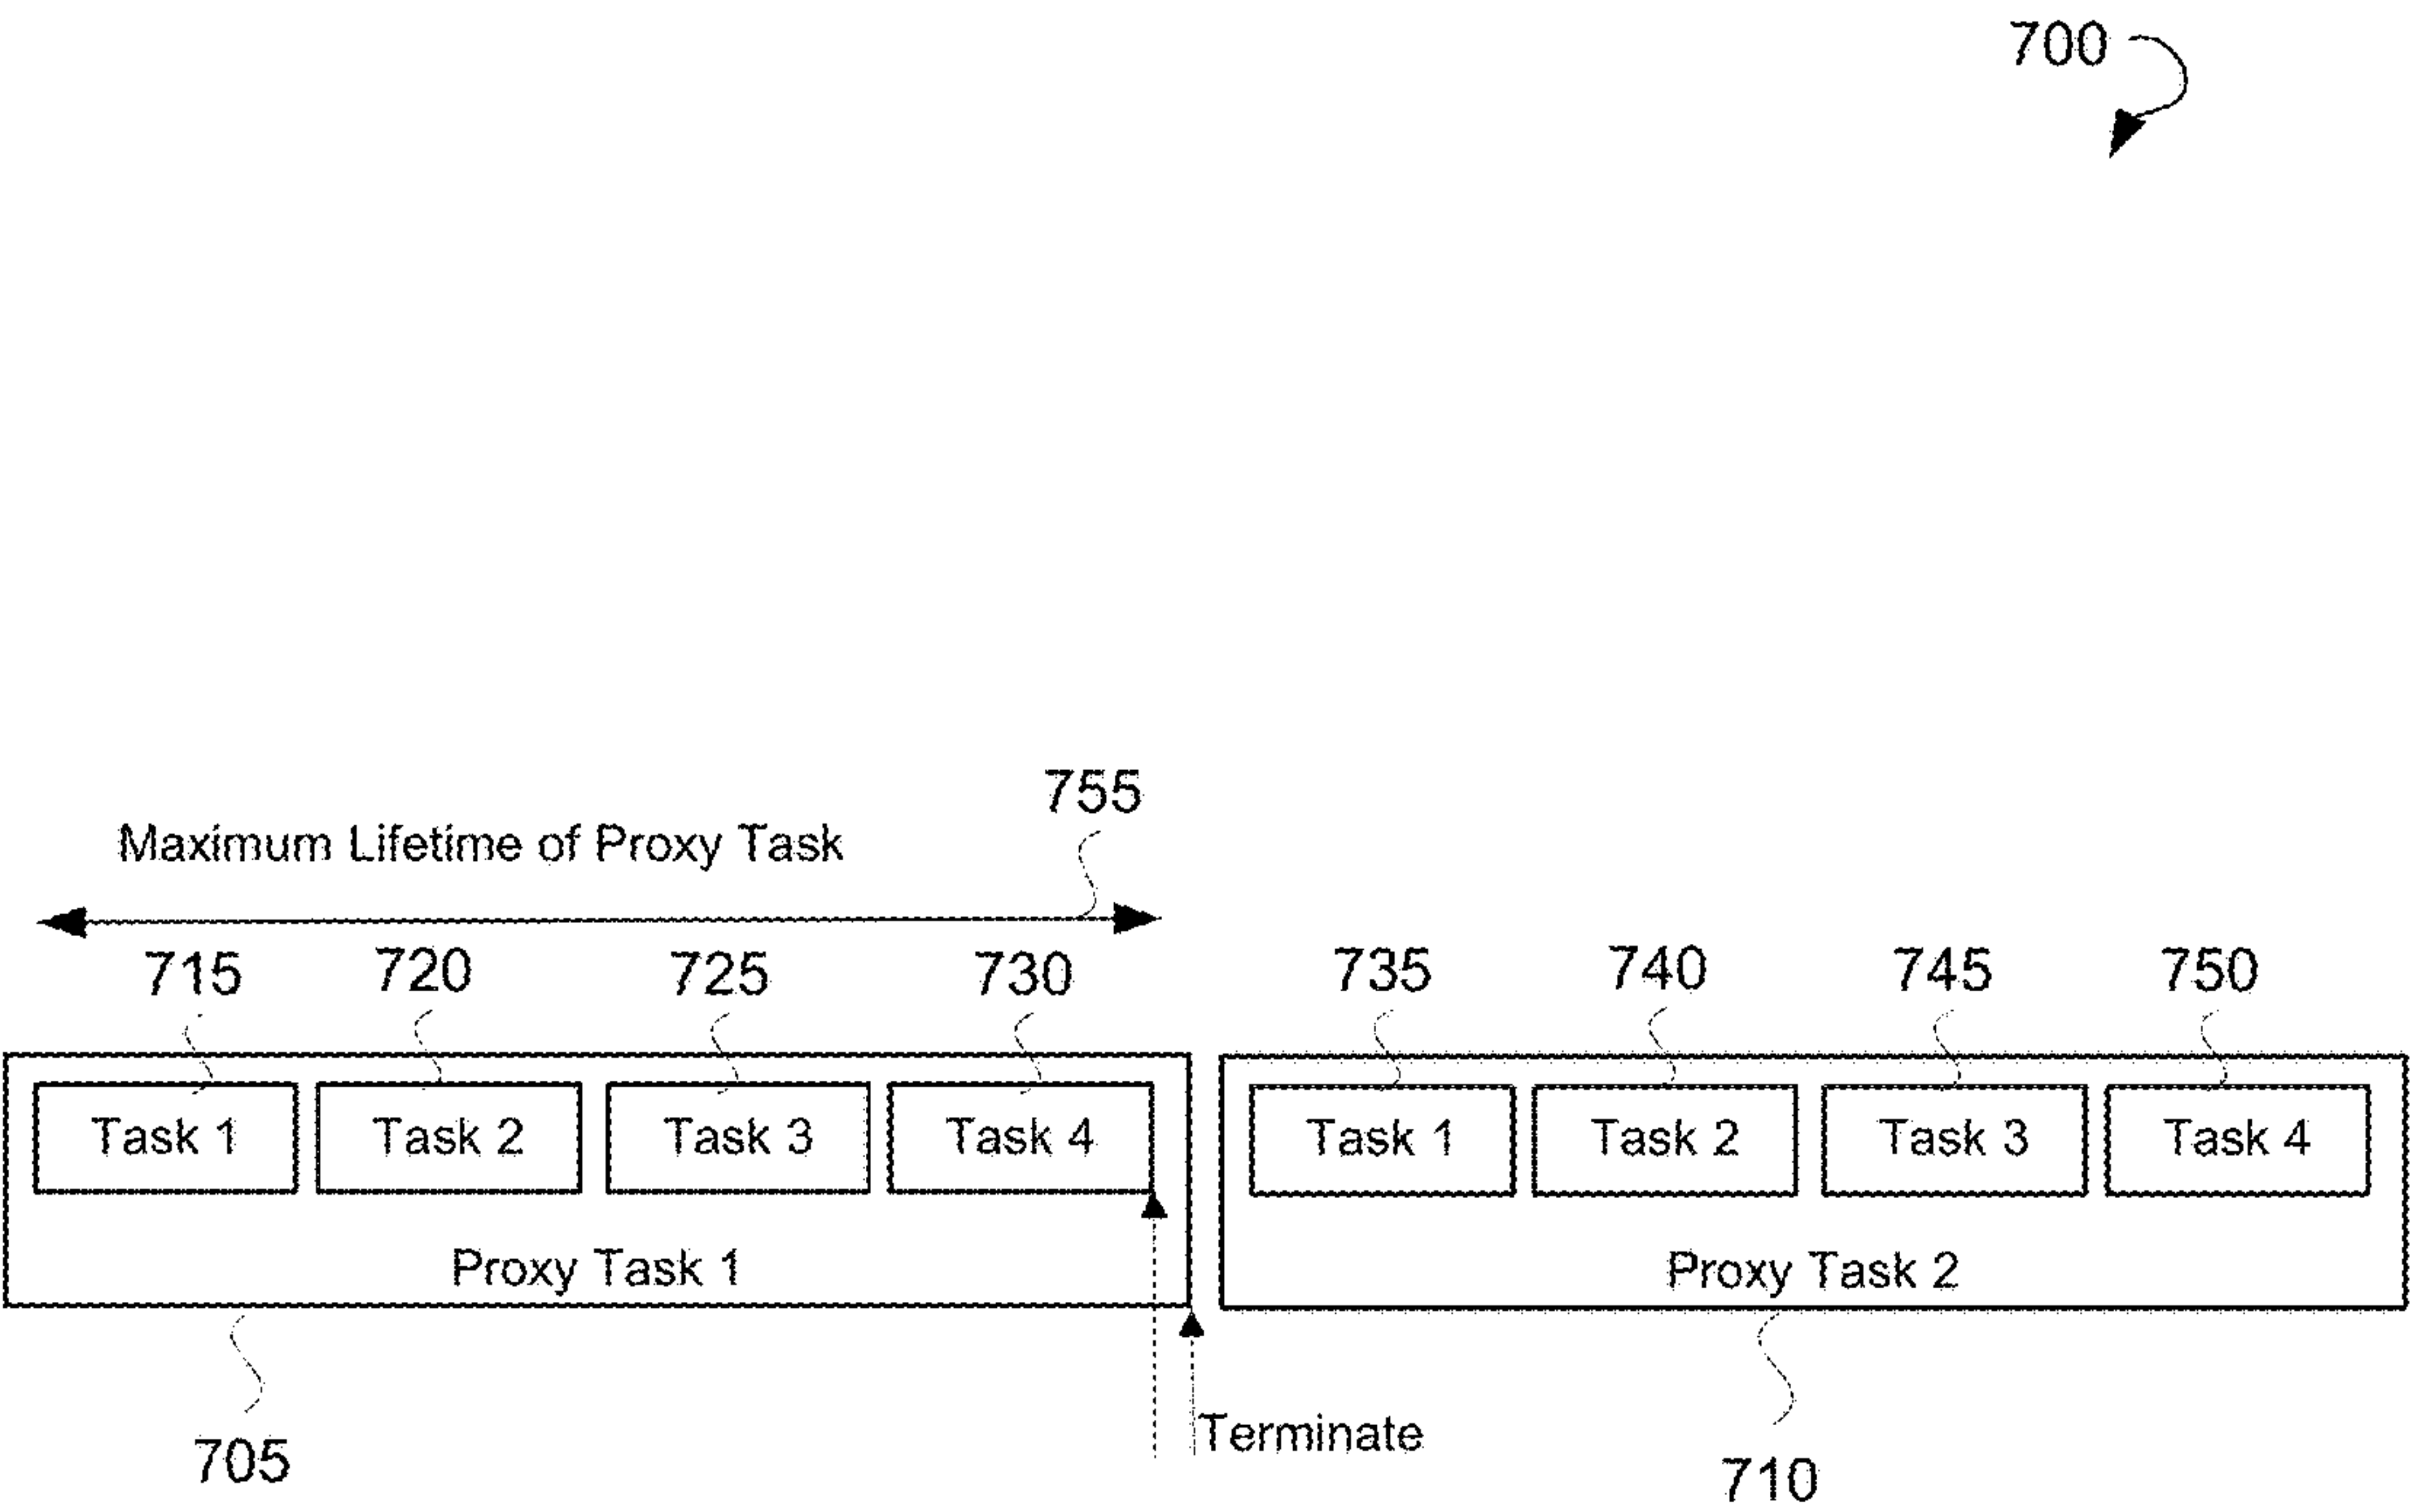 700
755
Maximum Lifetime of Proxy Task
715 720 725 730 735 740 745 750
Task 1 Task 2 Task 3 Task 4 Task 1 Task 2 Task 3 Task 4
Proxy Task 1 Proxy Task 2
Terminate
705 710